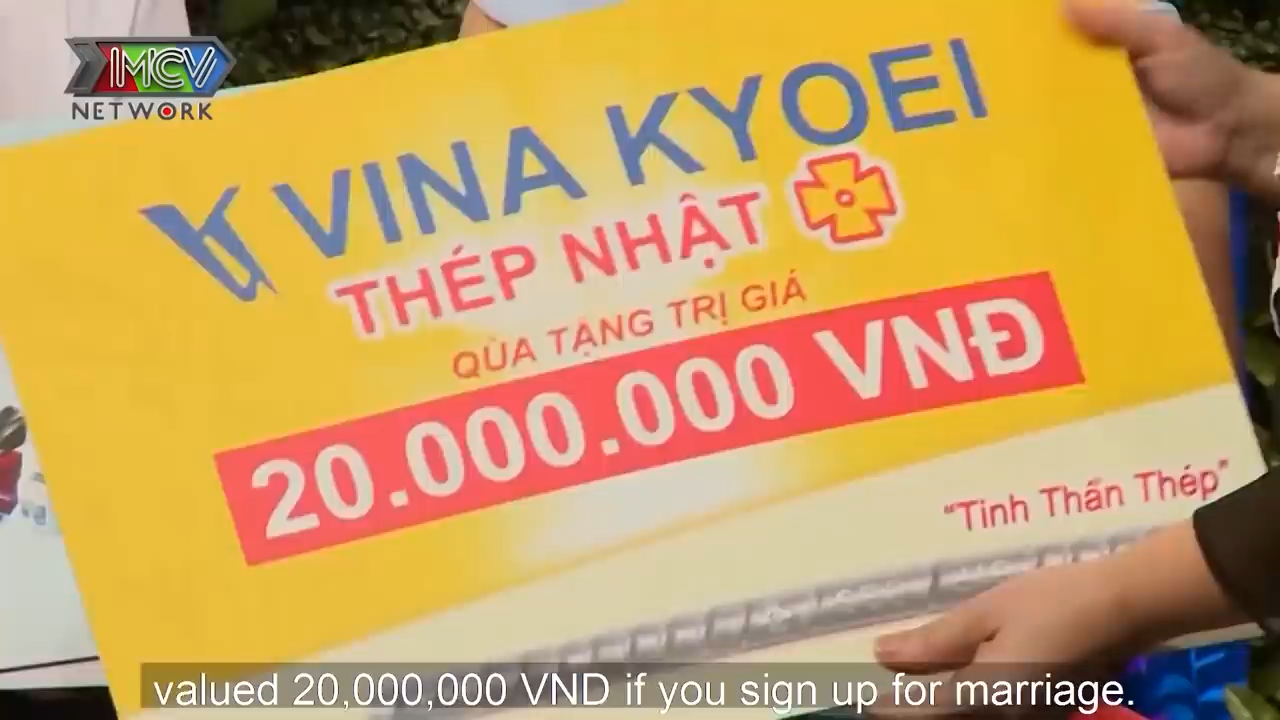 MCV
NETWORK
VINA KYOEI
THÉP NHẬT
QÙA TẶNG TRỊ GIÁ
20.000.000 VNĐ
“Tinh Thần Thép”
valued 20,000,000 VND if you sign up for marriage.